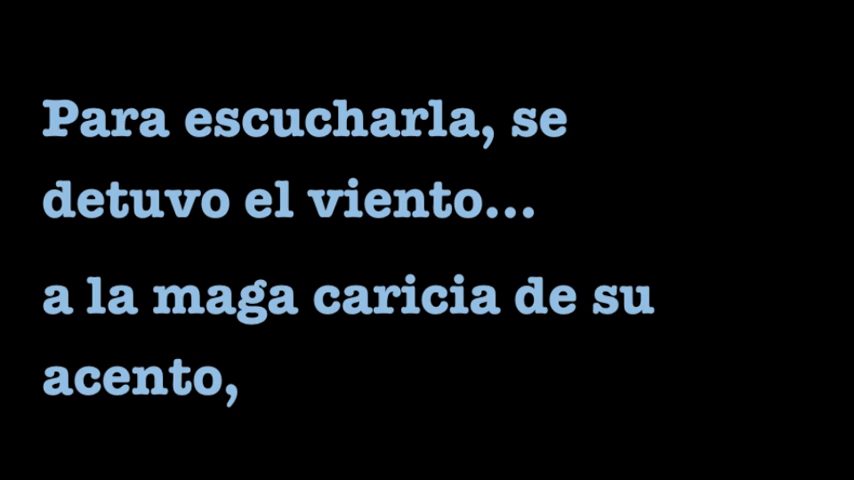 Para escucharla, se
detuvo el viento...
a la maga caricia de su
acento,